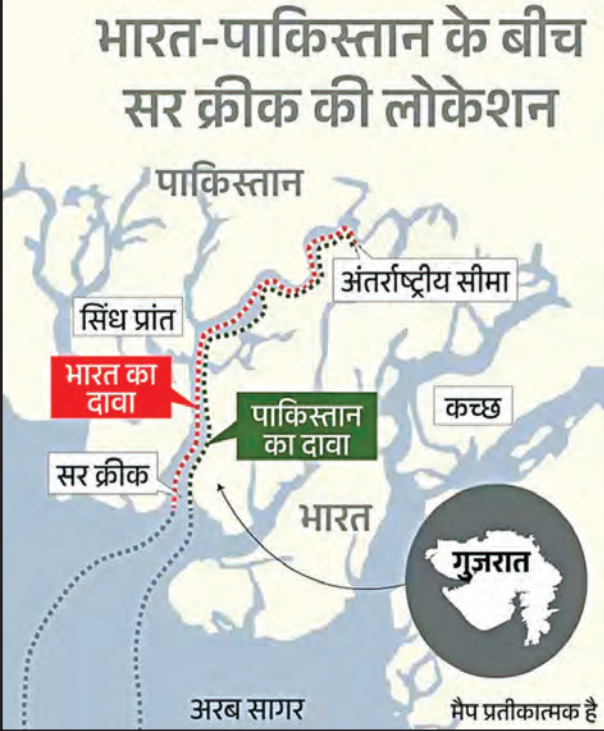 भारत-पाकिस्तान के बीच
सर क्रीक की लोकेशन
पाकिस्तान
अंतर्राष्ट्रीय सीमा
सिंध प्रांत
भारत का
दावा
पाकिस्तान
का दावा
कच्छ
सर क्रीक
भारत
गुजरात
अरब सागर
मैप प्रतीकात्मक है